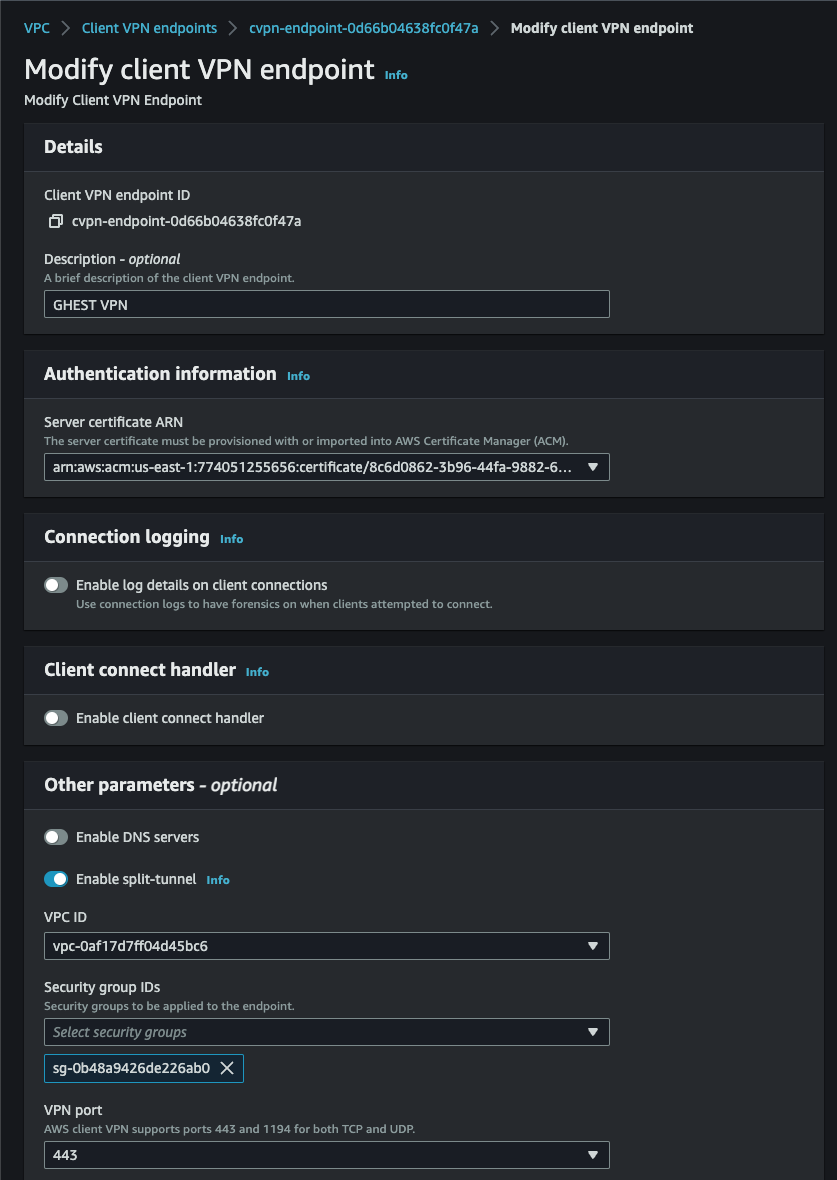 VPC > Client VPN endpoints > cvpn-endpoint-0d66b04638fc0f47a > Modify client VPN endpoint
Modify client VPN endpoint Info
Modify Client VPN Endpoint
Details
Client VPN endpoint ID
cvpn-endpoint-0d66b04638fc0f47a
Description - optional
A brief description of the client VPN endpoint.
GHEST VPN
Authentication information Info
Server certificate ARN
The server certificate must be provisioned with or imported into AWS Certificate Manager (ACM).
arn:aws:acm:us-east-1:774051255656:certificate/8c6d0862-3b96-44fa-9882-6...
Connection logging Info
Enable log details on client connections
Use connection logs to have forensics on when clients attempted to connect.
Client connect handler Info
Enable client connect handler
Other parameters - optional
Enable DNS servers
Enable split-tunnel Info
VPC ID
vpc-0af17d7ff04d45bc6
Security group IDs
Security groups to be applied to the endpoint.
Select security groups
sg-0b48a9426de226ab0
VPN port
AWS client VPN supports ports 443 and 1194 for both TCP and UDP.
443